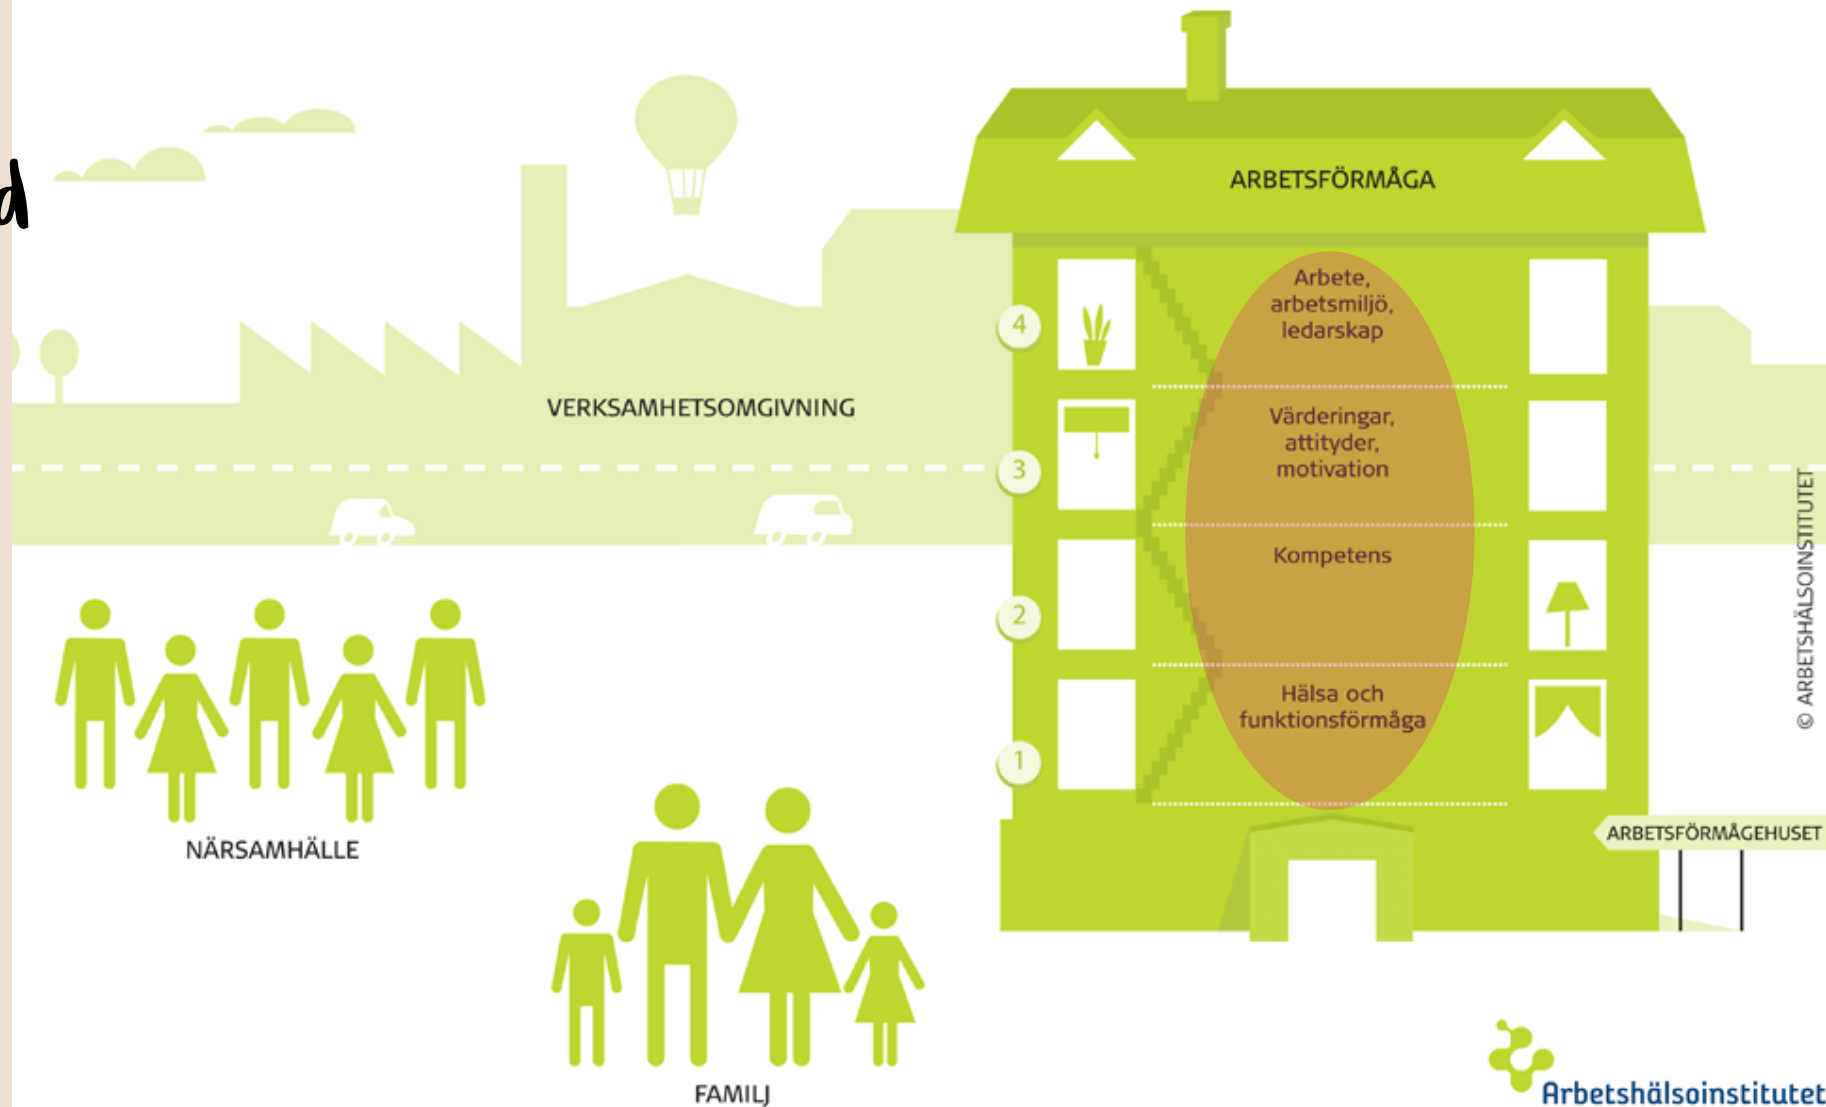 d
ARBETSFÖRMÅGA
4
Arbete,
arbetsmiljö,
ledarskap
VERKSAMHETSOMGIVNING
3
Värderingar,
attityder,
motivation
2
Kompetens
1
Hälsa och
funktionsförmåga
© ARBETSHÄLSOINSTITUTET
ARBETSFÖRMÅGEHUSET
NÄRSAMHÄLLE
FAMILJ
Arbetshälsoinstitutet